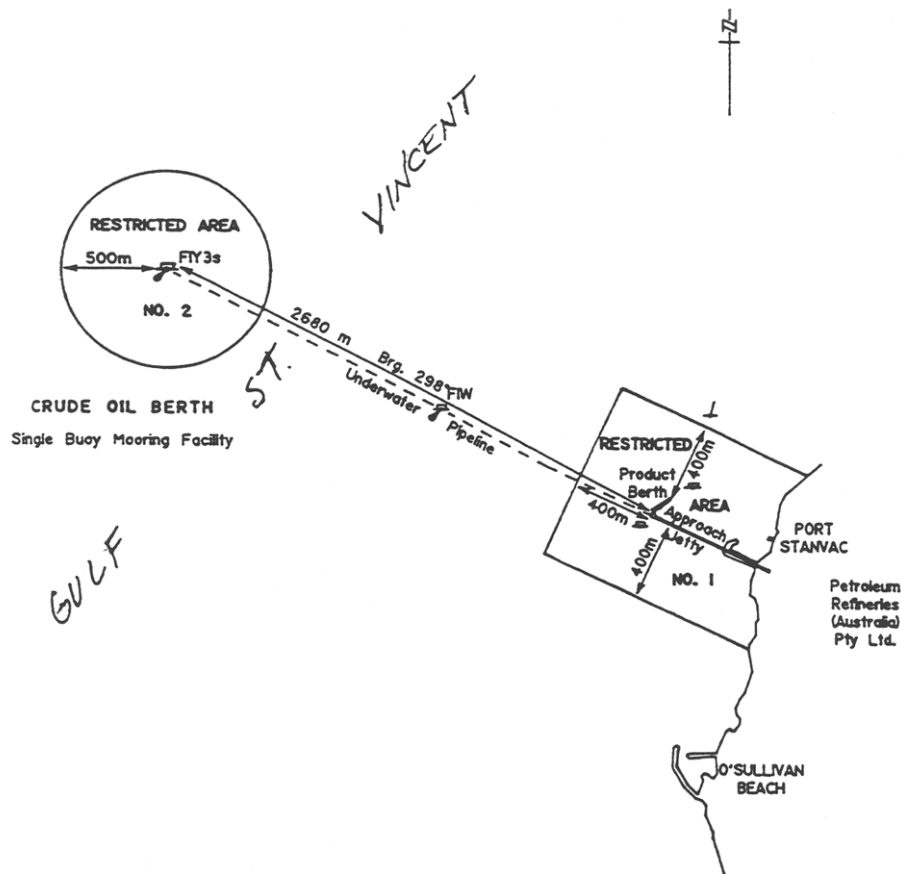 N
VINCENT
RESTRICTED AREA
500m
FlY3s
NO. 2
2680 m Brg. 298°
FlW
ST.
Underwater Pipeline
CRUDE OIL BERTH
Single Buoy Mooring Facility
RESTRICTED
AREA
400m
Product
Berth
400m
Approach
Jetty
400m
NO. 1
PORT
STANVAC
GULF
Petroleum
Refineries
(Australia)
Pty Ltd.
O'SULLIVAN
BEACH